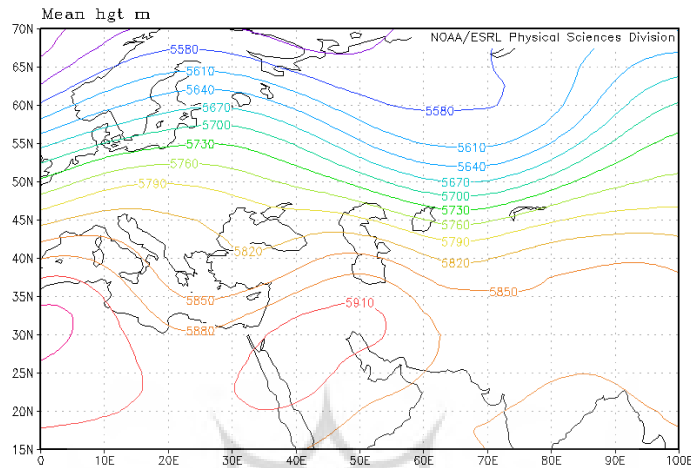 Mean hgt m
NOAA/ESRL Physical Sciences Division
70N
65N
60N
55N
50N
45N
40N
35N
30N
25N
20N
15N
5580
5610
5640
5670
5700
5730
5760
5790
5820
5850
5880
5910
5580
5610
5640
5670
5700
5730
5760
5790
5820
5850
0 10E 20E 30E 40E 50E 60E 70E 80E 90E 100E